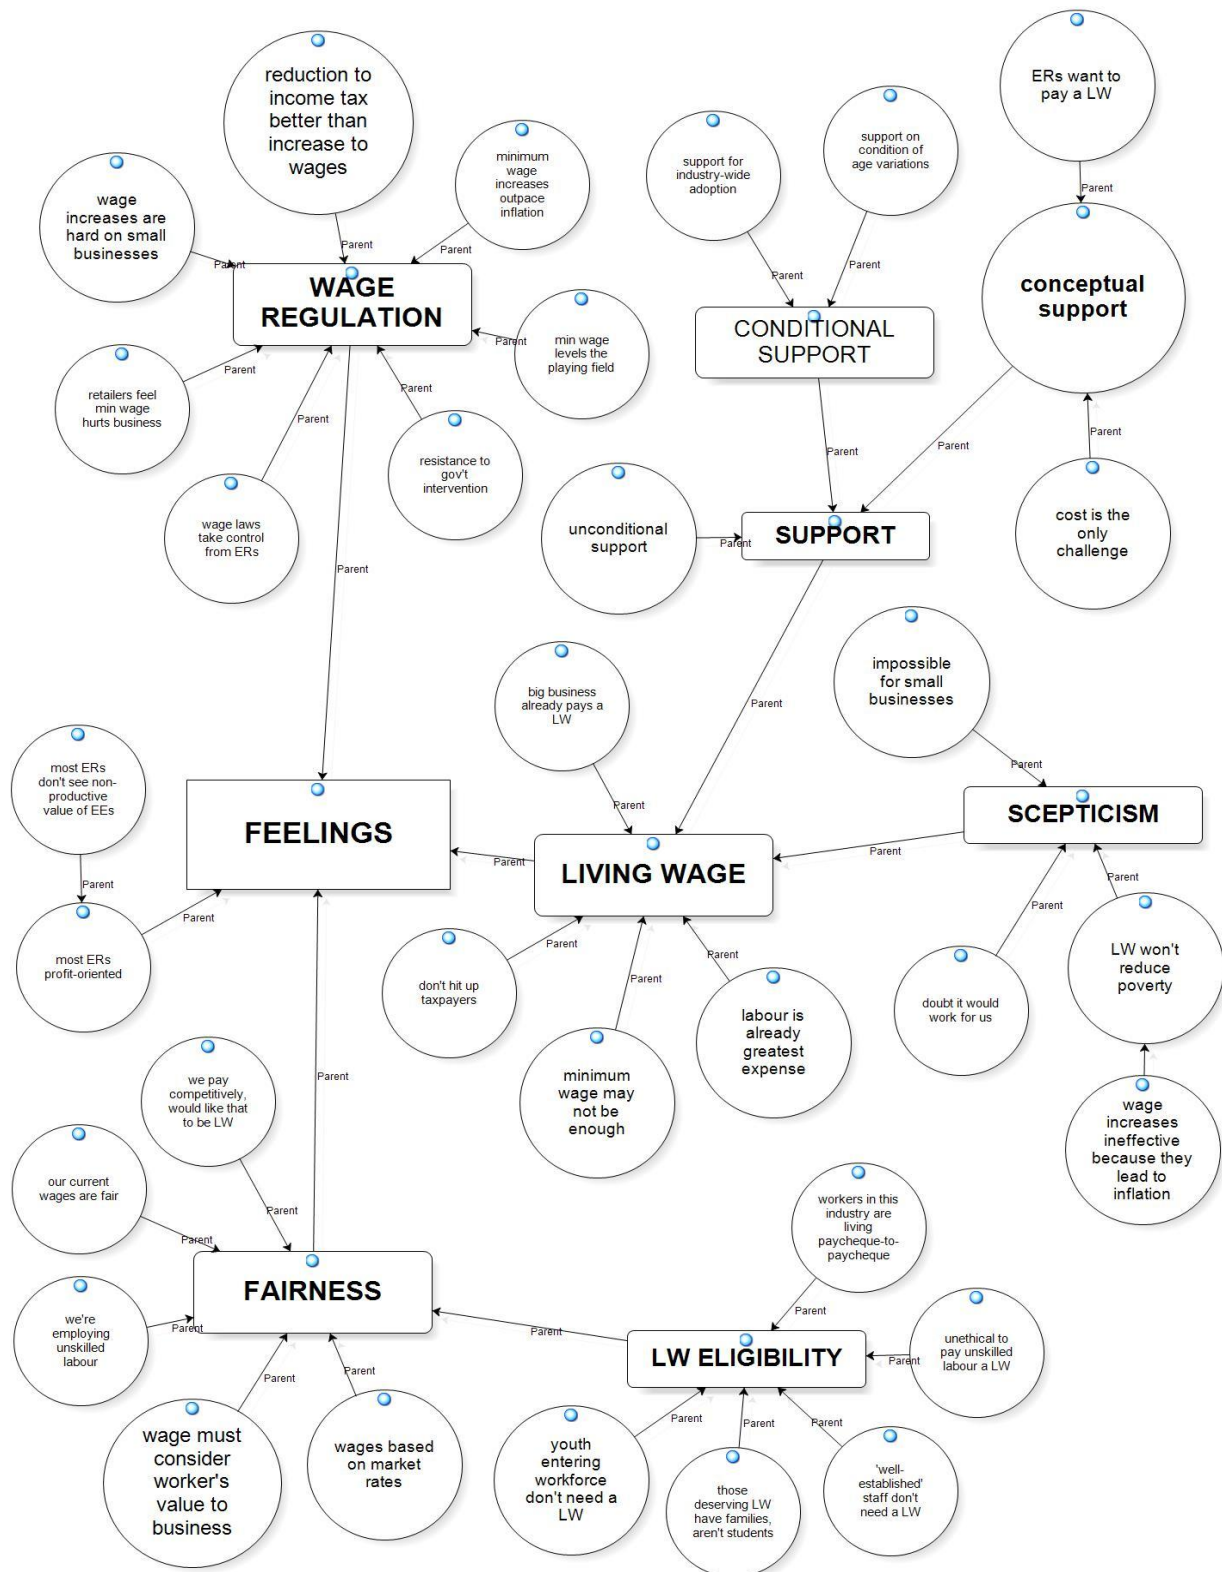 reduction to
income tax
better than
increase to
wages
ERs want to
pay a LW
minimum
wage
increases
outpace
inflation
support for
industry-wide
adoption
support on
condition of
age variations
wage
increases are
hard on small
businesses
Parent
Parent
Parent
Parent
Parent
Parent
WAGE
REGULATION
conceptual
support
CONDITIONAL
SUPPORT
min wage
levels the
playing field
Parent
retailers feel
min wage
hurts business
Parent
Parent
Parent
resistance to
gov't
intervention
wage laws
take control
from ERs
Parent
Parent
Parent
cost is the
only
challenge
unconditional
support
Parent
SUPPORT
Parent
impossible
for small
businesses
big business
already pays a
LW
Parent
Parent
most ERs
don't see non-
productive
value of EEs
Parent
Parent
FEELINGS
SCEPTICISM
Parent
Parent
LIVING WAGE
Parent
Parent
Parent
most ERs
profit-oriented
Parent
Parent
Parent
Parent
don't hit up
taxpayers
LW won't
reduce
poverty
doubt it would
work for us
labour is
already
greatest
expense
minimum
wage may
not be
enough
Parent
we pay
competitively,
would like that
to be LW
wage
increases
ineffective
because they
lead to
inflation
our current
wages are fair
Parent
Parent
workers in this
industry are
living
paycheque-to-
paycheque
FAIRNESS
we're
employing
unskilled
labour
Parent
Parent
Parent
LW ELIGIBILITY
Parent
unethical to
pay unskilled
labour a LW
Parent
Parent
Parent
Parent
Parent
wage must
consider
worker's
value to
business
wages based
on market
rates
youth
entering
workforce
don't need a
LW
those
deserving LW
have families,
aren't students
'well-
established'
staff don't
need a LW